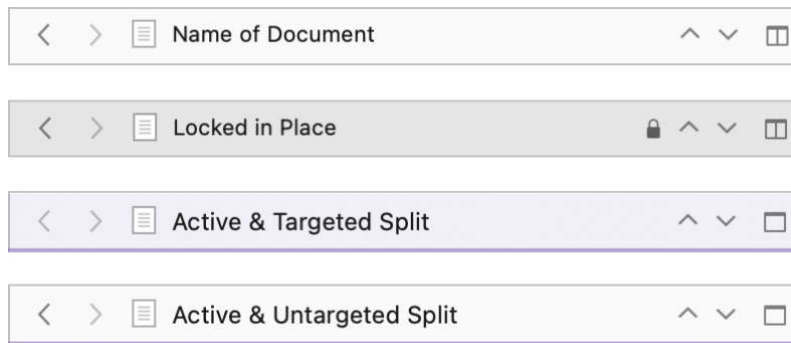 Name of Document
Locked in Place
Active & Targeted Split
Active & Untargeted Split